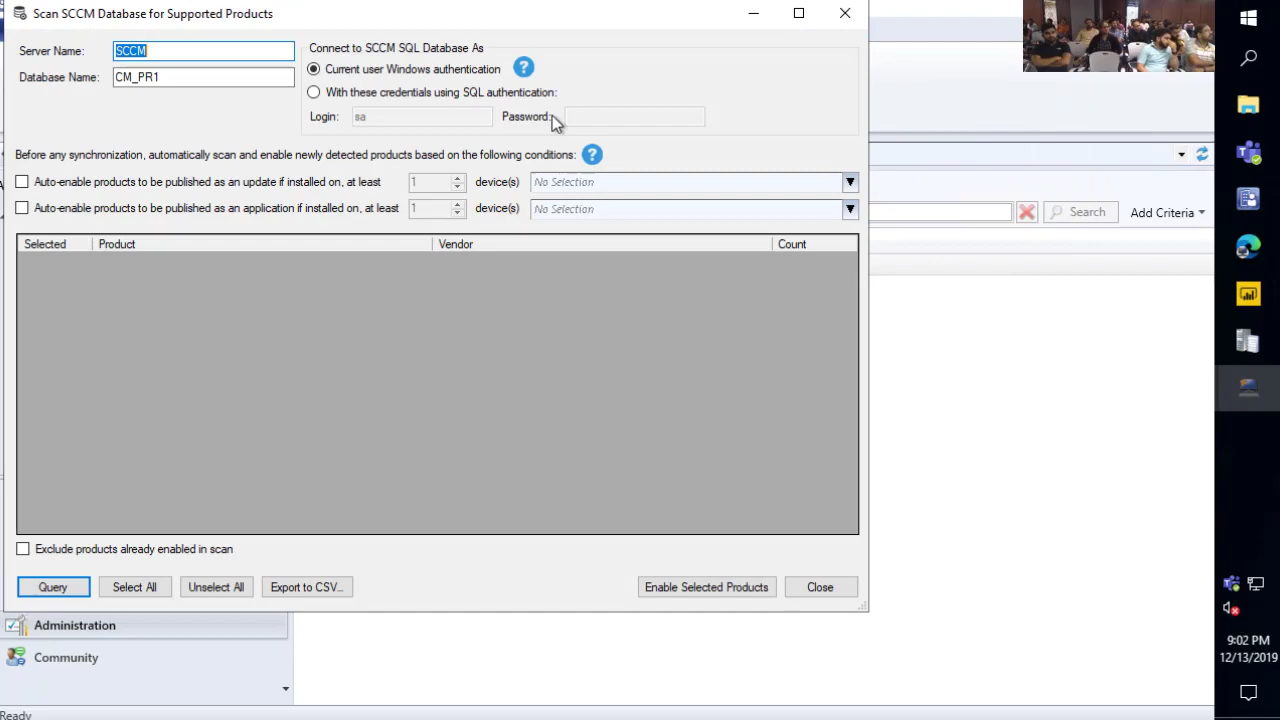 Scan SCCM Database for Supported Products
Server Name: SCCM
Database Name: CM_PR1
Connect to SCCM SQL Database As
Current user Windows authentication ?
With these credentials using SQL authentication:
Login: sa Password:
Before any synchronization, automatically scan and enable newly detected products based on the following conditions: ?
Auto-enable products to be published as an update if installed on, at least 1 device(s) No Selection
Auto-enable products to be published as an application if installed on, at least 1 device(s) No Selection
Search Add Criteria
Selected Product Vendor Count
Exclude products already enabled in scan
Query Select All Unselect All Export to CSV... Enable Selected Products Close
Administration
Community
Ready
9:02 PM
12/13/2019